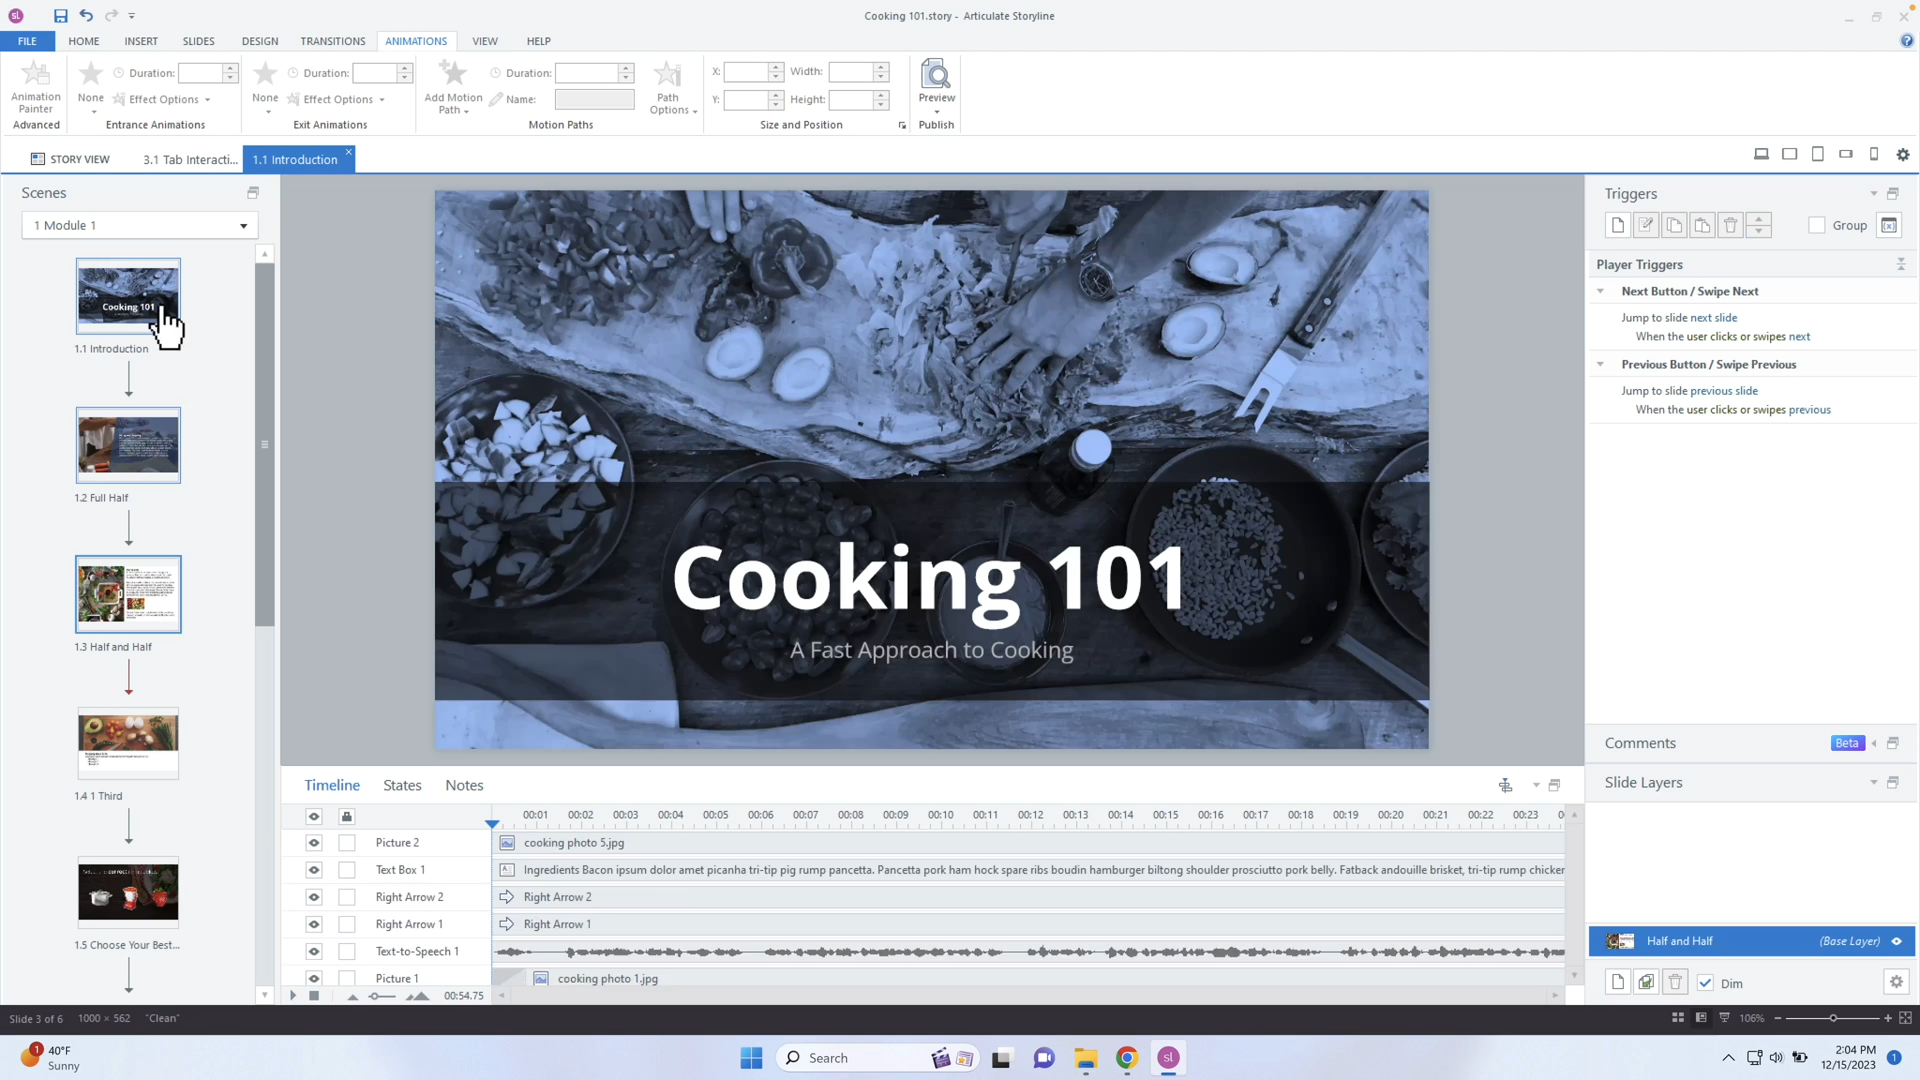 sl
Cooking 101.story - Articulate Storyline
FILE HOME INSERT SLIDES DESIGN TRANSITIONS ANIMATIONS VIEW HELP
Animation Painter
Advanced
None
Duration:
Effect Options
Entrance Animations
None
Duration:
Effect Options
Exit Animations
Add Motion Path
Duration:
Name:
Path Options
Motion Paths
X: Width:
Y: Height:
Size and Position
Preview
Publish
STORY VIEW
3.1 Tab Interacti...
1.1 Introduction
Scenes
1 Module 1
Cooking 101
1.1 Introduction
1.2 Full Half
1.3 Half and Half
1.4 1 Third
1.5 Choose Your Best...
Cooking 101
A Fast Approach to Cooking
Triggers
Group
Player Triggers
Next Button / Swipe Next
Jump to slide next slide
When the user clicks or swipes next
Previous Button / Swipe Previous
Jump to slide previous slide
When the user clicks or swipes previous
Comments
Beta
Slide Layers
Half and Half (Base Layer)
Dim
Timeline States Notes
00:01 00:02 00:03 00:04 00:05 00:06 00:07 00:08 00:09 00:10 00:11 00:12 00:13 00:14 00:15 00:16 00:17 00:18 00:19 00:20 00:21 00:22 00:23
Picture 2 cooking photo 5.jpg
Text Box 1 Ingredients Bacon ipsum dolor amet picanha tri-tip pig rump pancetta. Pancetta pork ham hock spare ribs boudin hamburger biltong shoulder prosciutto pork belly. Fatback andouille brisket, tri-tip rump chicken
Right Arrow 2 Right Arrow 2
Right Arrow 1 Right Arrow 1
Text-to-Speech 1
Picture 1 cooking photo 1.jpg
00:54.75
Slide 3 of 6 1000 × 562 "Clean"
106%
1
40°F
Sunny
Search
sl
2:04 PM
12/15/2023
1